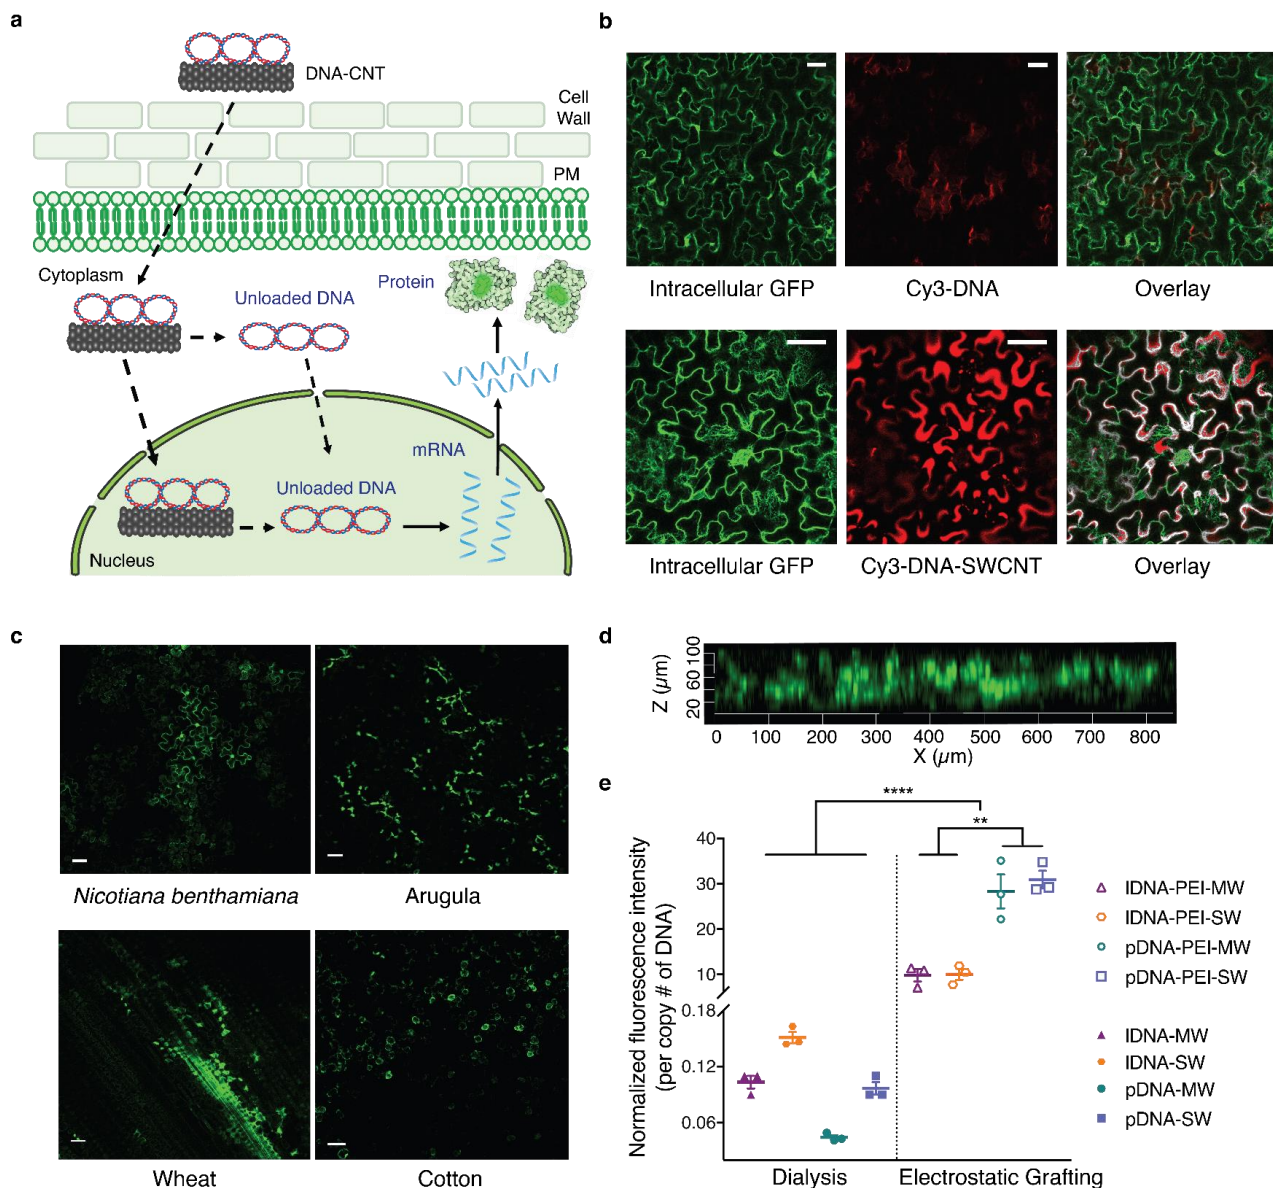 a
DNA-CNT
Cell
Wall
PM
Cytoplasm
Unloaded DNA
Protein
mRNA
Unloaded DNA
Nucleus
b
Intracellular GFP
Cy3-DNA
Overlay
Intracellular GFP
Cy3-DNA-SWCNT
Overlay
c
Nicotiana benthamiana
Arugula
Wheat
Cotton
d
Z (µm)
100
60
20
0 100 200 300 400 500 600 700 800
X (µm)
e
Normalized fluorescence intensity
(per copy # of DNA)
40
30
20
10
0.18
0.12
0.06
****
**
Dialysis
Electrostatic Grafting
lDNA-PEI-MW
lDNA-PEI-SW
pDNA-PEI-MW
pDNA-PEI-SW
lDNA-MW
lDNA-SW
pDNA-MW
pDNA-SW